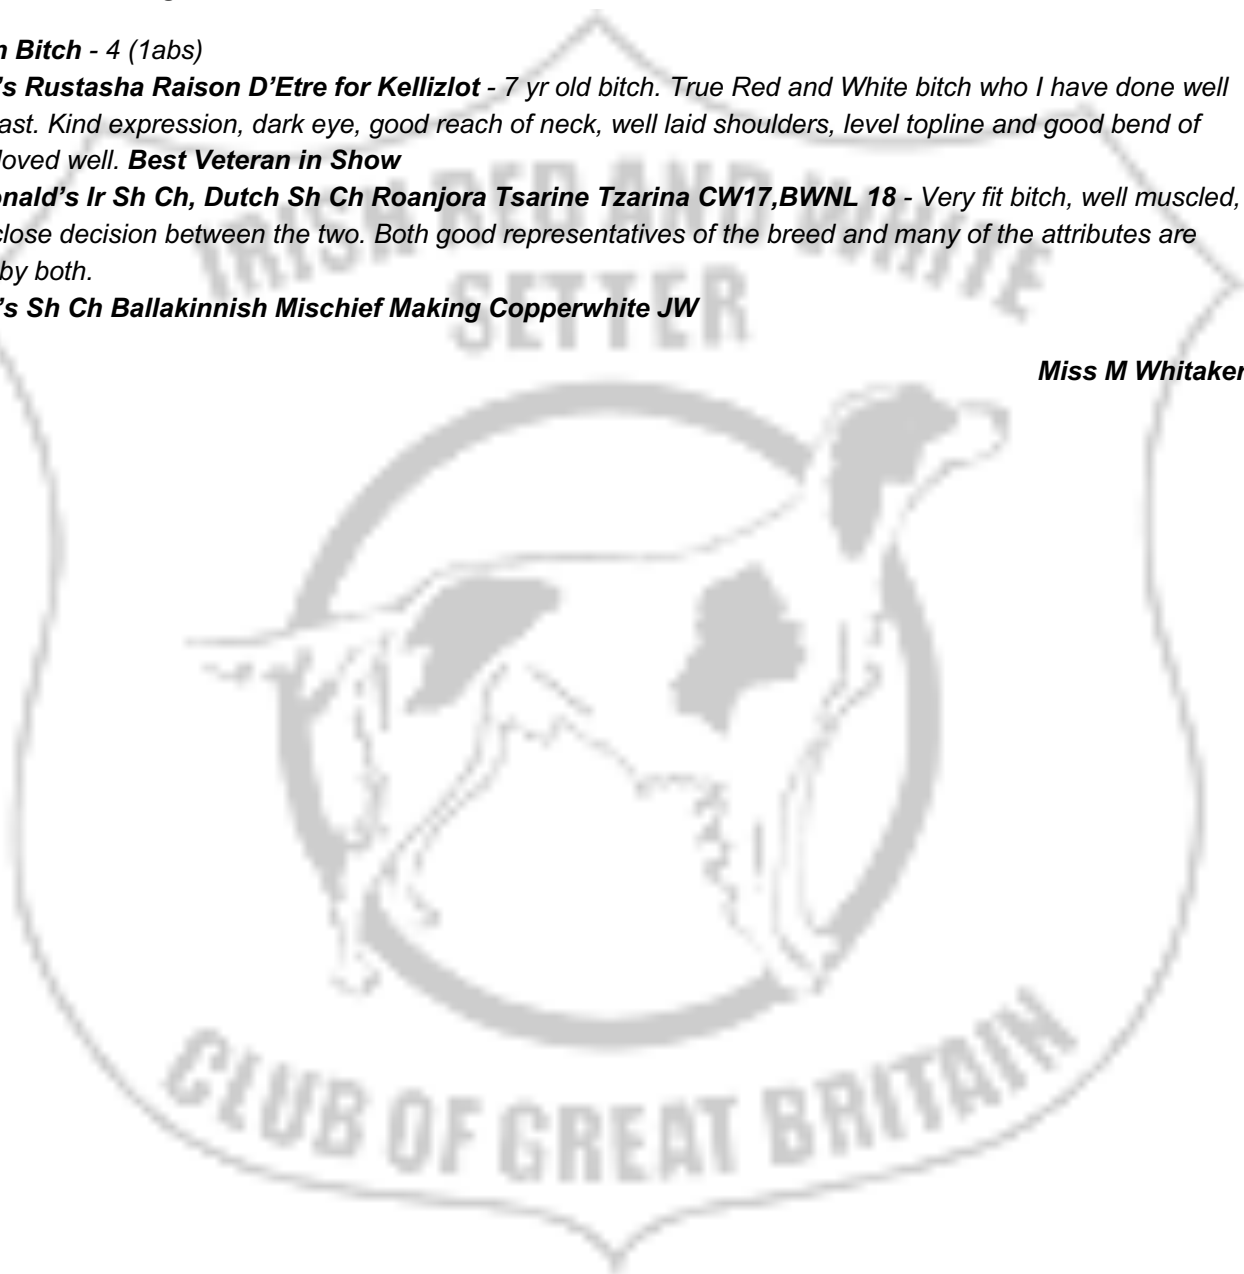 n Bitch - 4 (1abs)
's Rustasha Raison D'Etre for Kellizlot - 7 yr old bitch. True Red and White bitch who I have done well
ast. Kind expression, dark eye, good reach of neck, well laid shoulders, level topline and good bend of
loved well. Best Veteran in Show
onald's Ir Sh Ch, Dutch Sh Ch Roanjora Tsarine Tzarina CW17,BWNL 18 - Very fit bitch, well muscled,
close decision between the two. Both good representatives of the breed and many of the attributes are
by both.
's Sh Ch Ballakinnish Mischief Making Copperwhite JW
Miss M Whitaker
IRISH RED AND WHITE
SETTER
CLUB OF GREAT BRITAIN